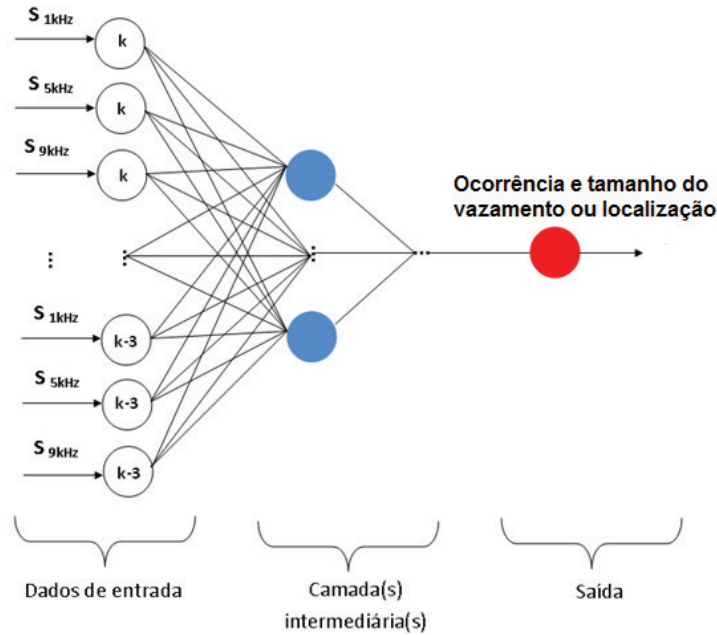 S 1kHz
k
S 5kHz
k
S 9kHz
k
Ocorrência e tamanho do
vazamento ou localização
...
...
...
...
S 1kHz
k-3
S 5kHz
k-3
S 9kHz
k-3
Dados de entrada
Camada(s)
intermediária(s)
Saída